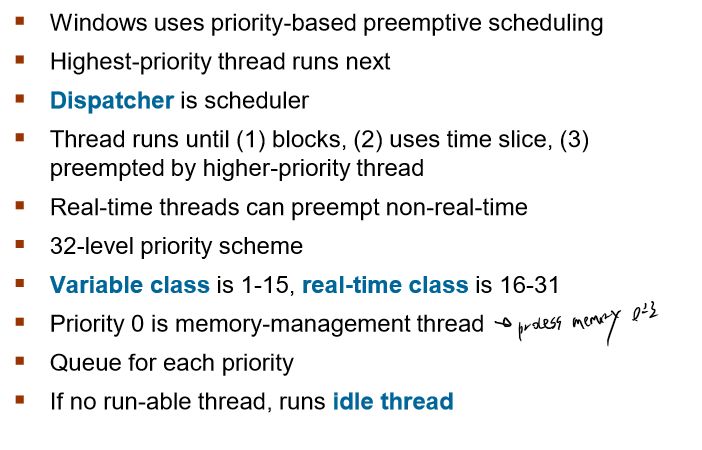 Windows uses priority-based preemptive scheduling
Highest-priority thread runs next
Dispatcher is scheduler
Thread runs until (1) blocks, (2) uses time slice, (3)
preempted by higher-priority thread
Real-time threads can preempt non-real-time
32-level priority scheme
Variable class is 1-15, real-time class is 16-31
Priority 0 is memory-management thread → process memory
Queue for each priority
If no run-able thread, runs idle thread